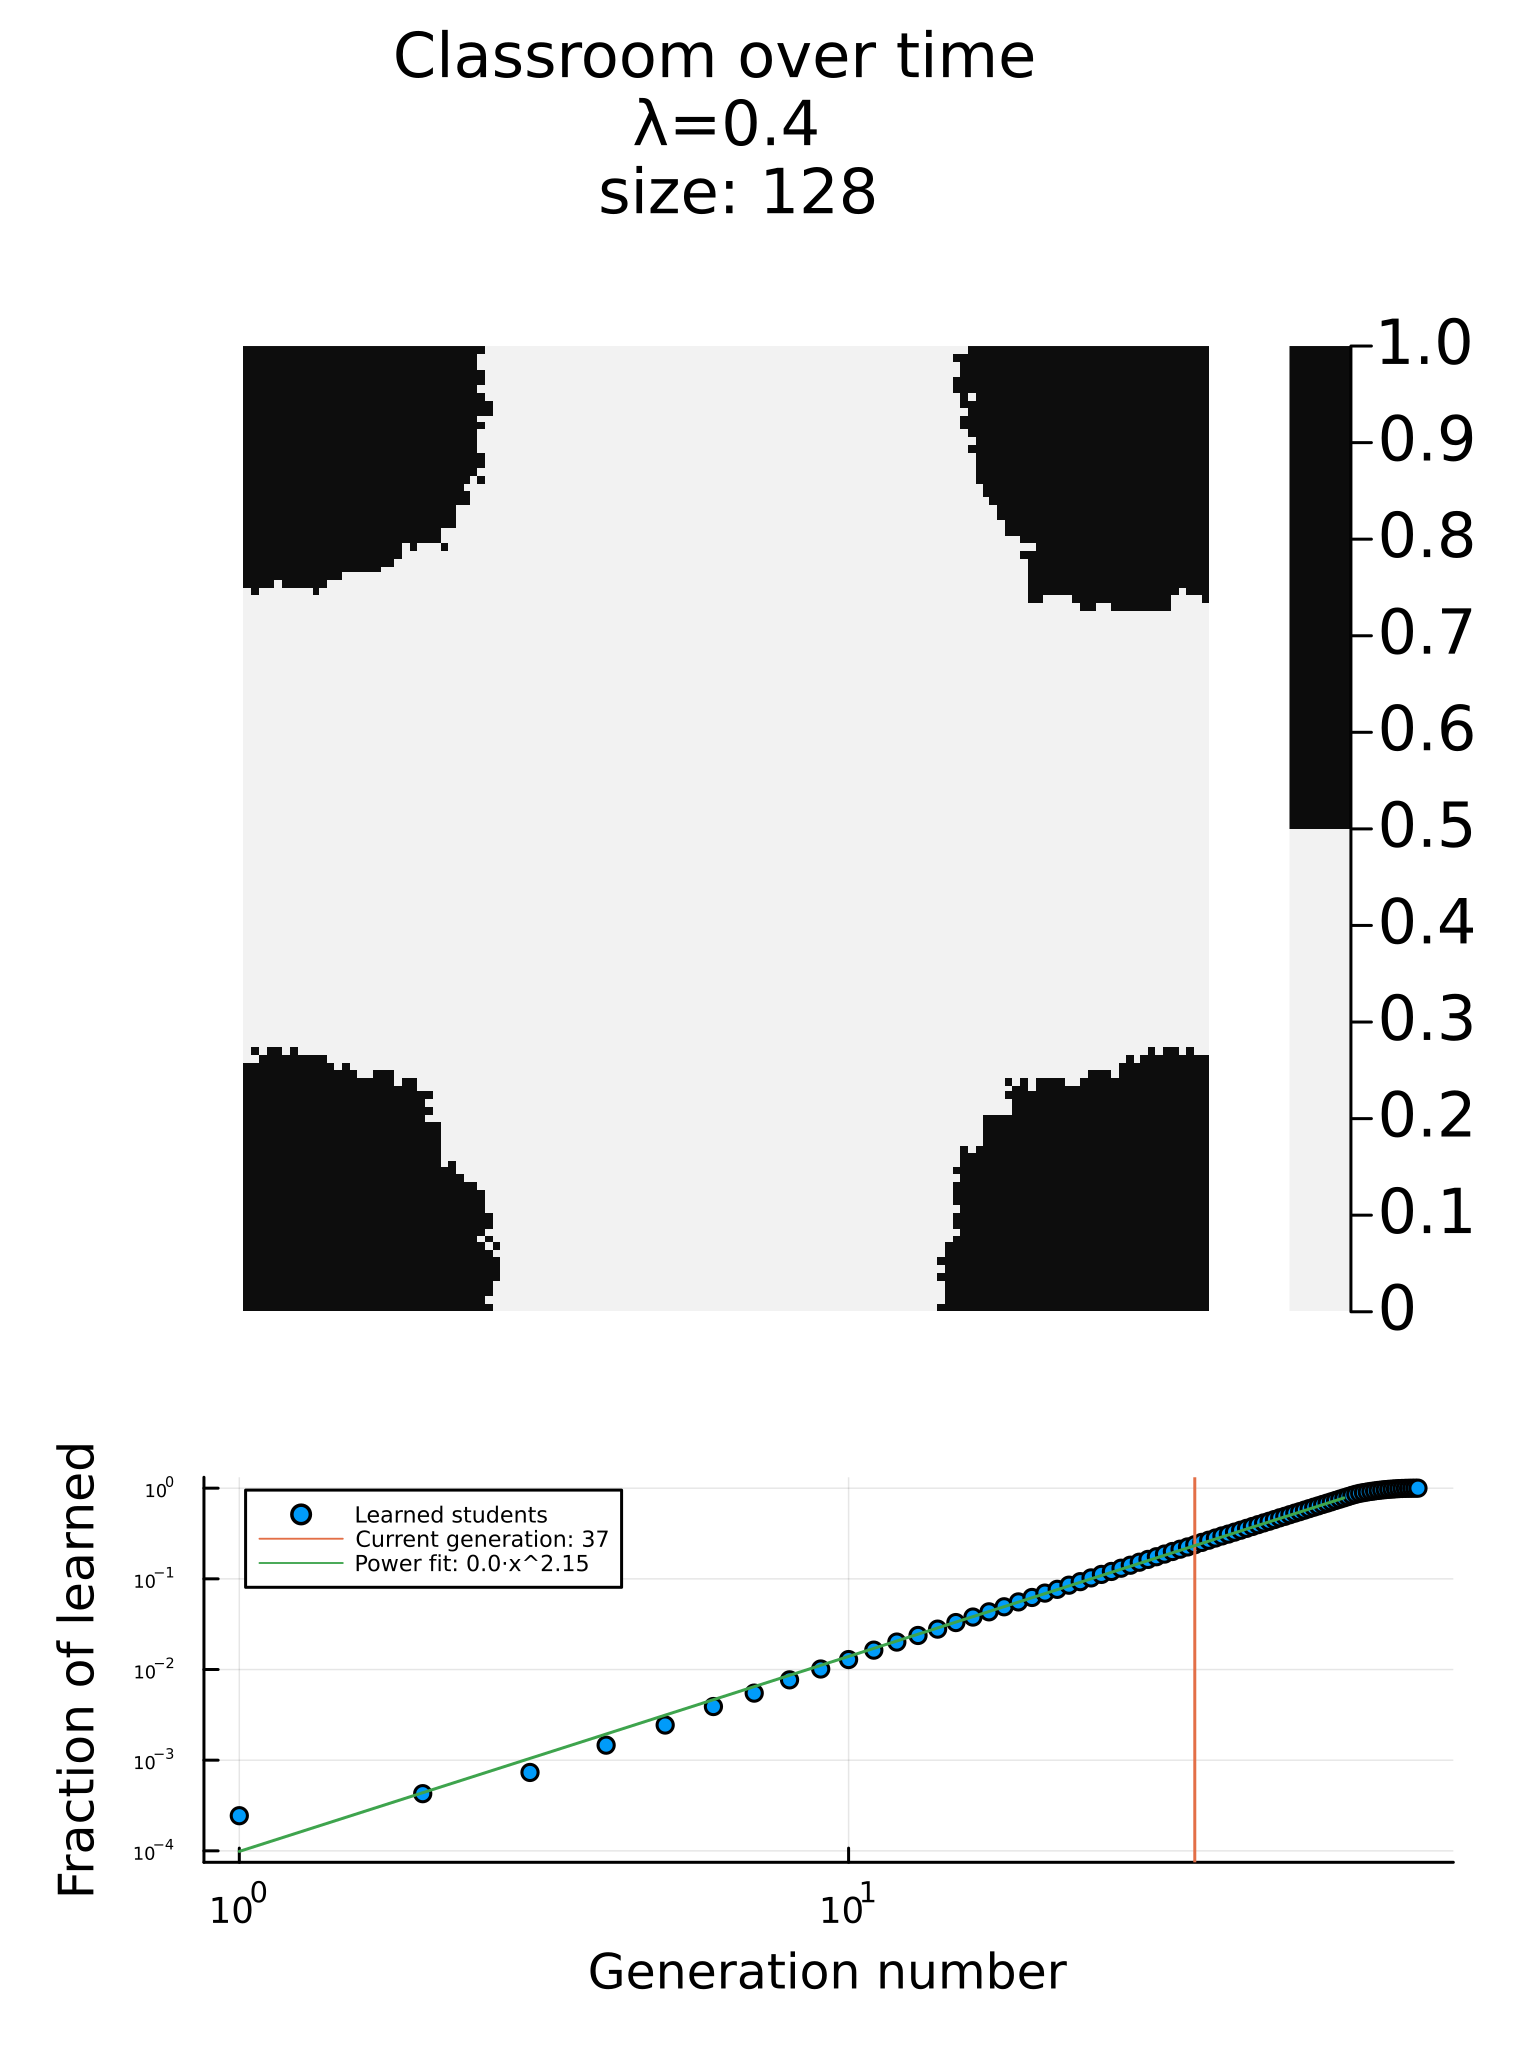 Classroom over time
λ=0.4
size: 128
1.0
0.9
0.8
0.7
0.6
0.5
0.4
0.3
0.2
0.1
0
Fraction of learned
10^0
10^-1
10^-2
10^-3
10^-4
Learned students
Current generation: 37
Power fit: 0.0·x^2.15
10^0
10^1
Generation number